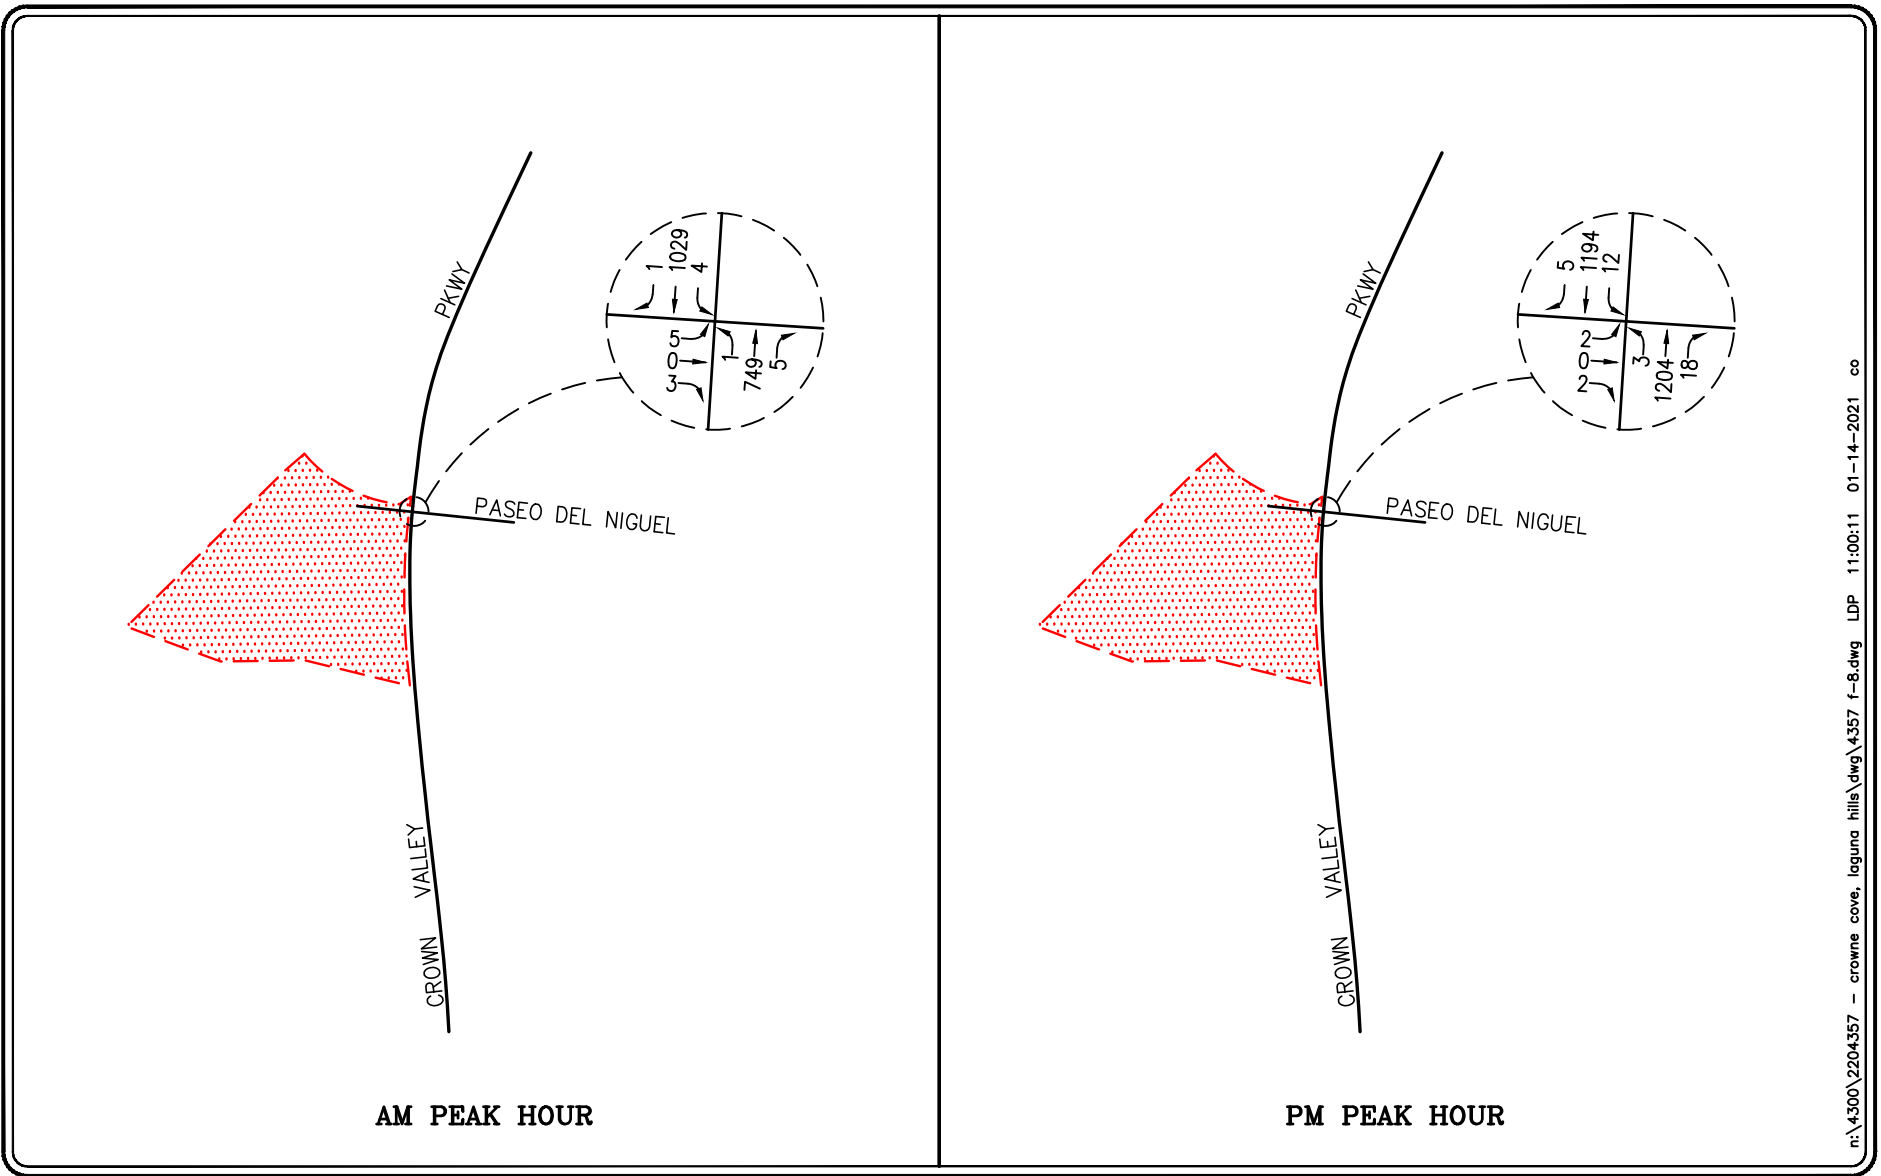 PKWY
1
1029
4
5
0
3
1
749
5
PASEO DEL NIGUEL
CROWN VALLEY
AM PEAK HOUR
PKWY
5
1194
12
2
0
2
3
1204
18
PASEO DEL NIGUEL
CROWN VALLEY
PM PEAK HOUR
n:\4300\2204357 - crowne cove, laguna hills\dwg\4357 f-8.dwg LDP 11:00:11 01-14-2021 co